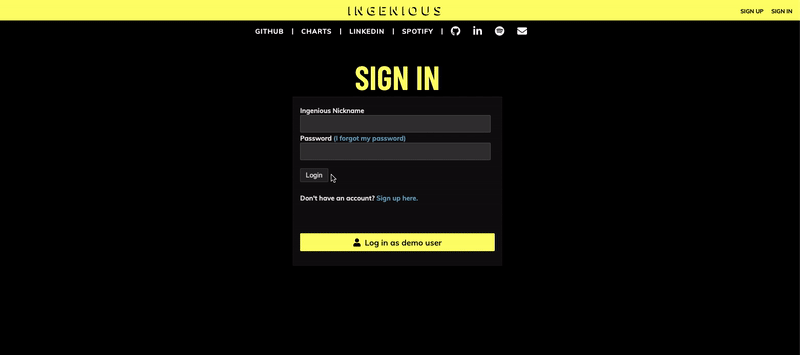 INGENIOUS
SIGN UP SIGN IN
GITHUB | CHARTS | LINKEDIN | SPOTIFY |
SIGN IN
Ingenious Nickname
Password (I forgot my password)
Login
Don't have an account? Sign up here.
Log in as demo user